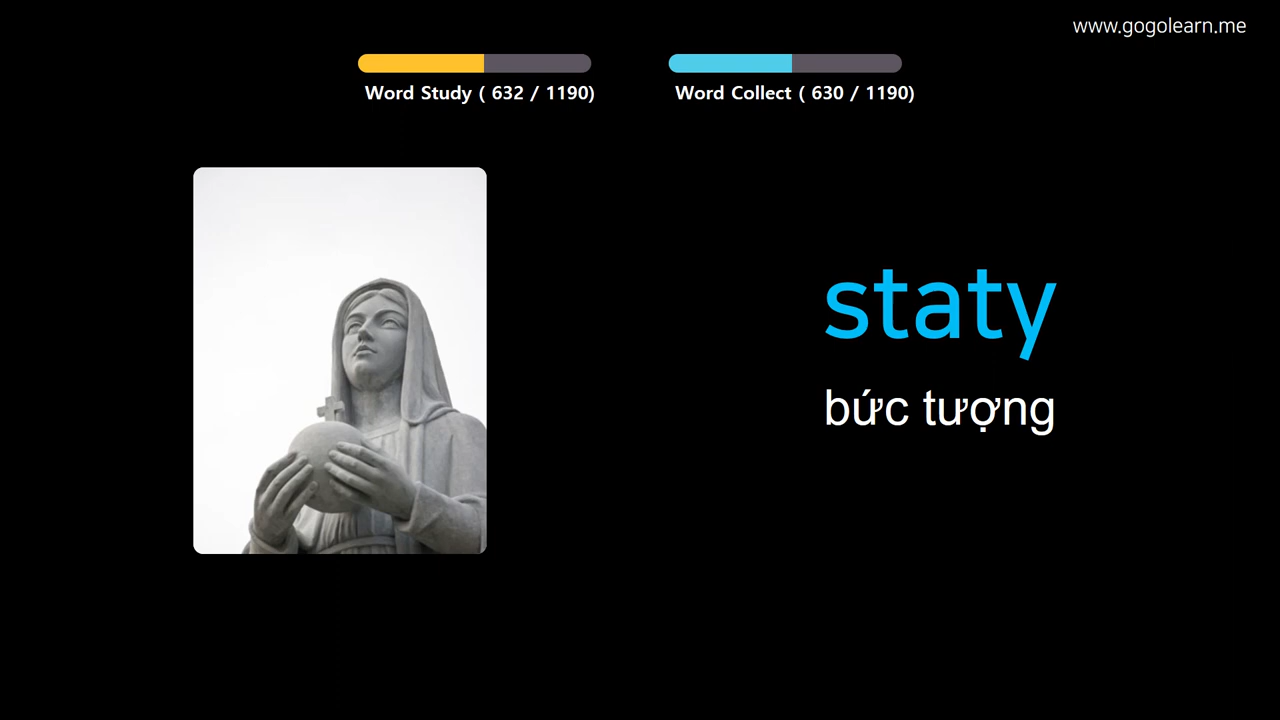 www.gogolearn.me
Word Study ( 632 / 1190)
Word Collect ( 630 / 1190)
staty
bức tượng